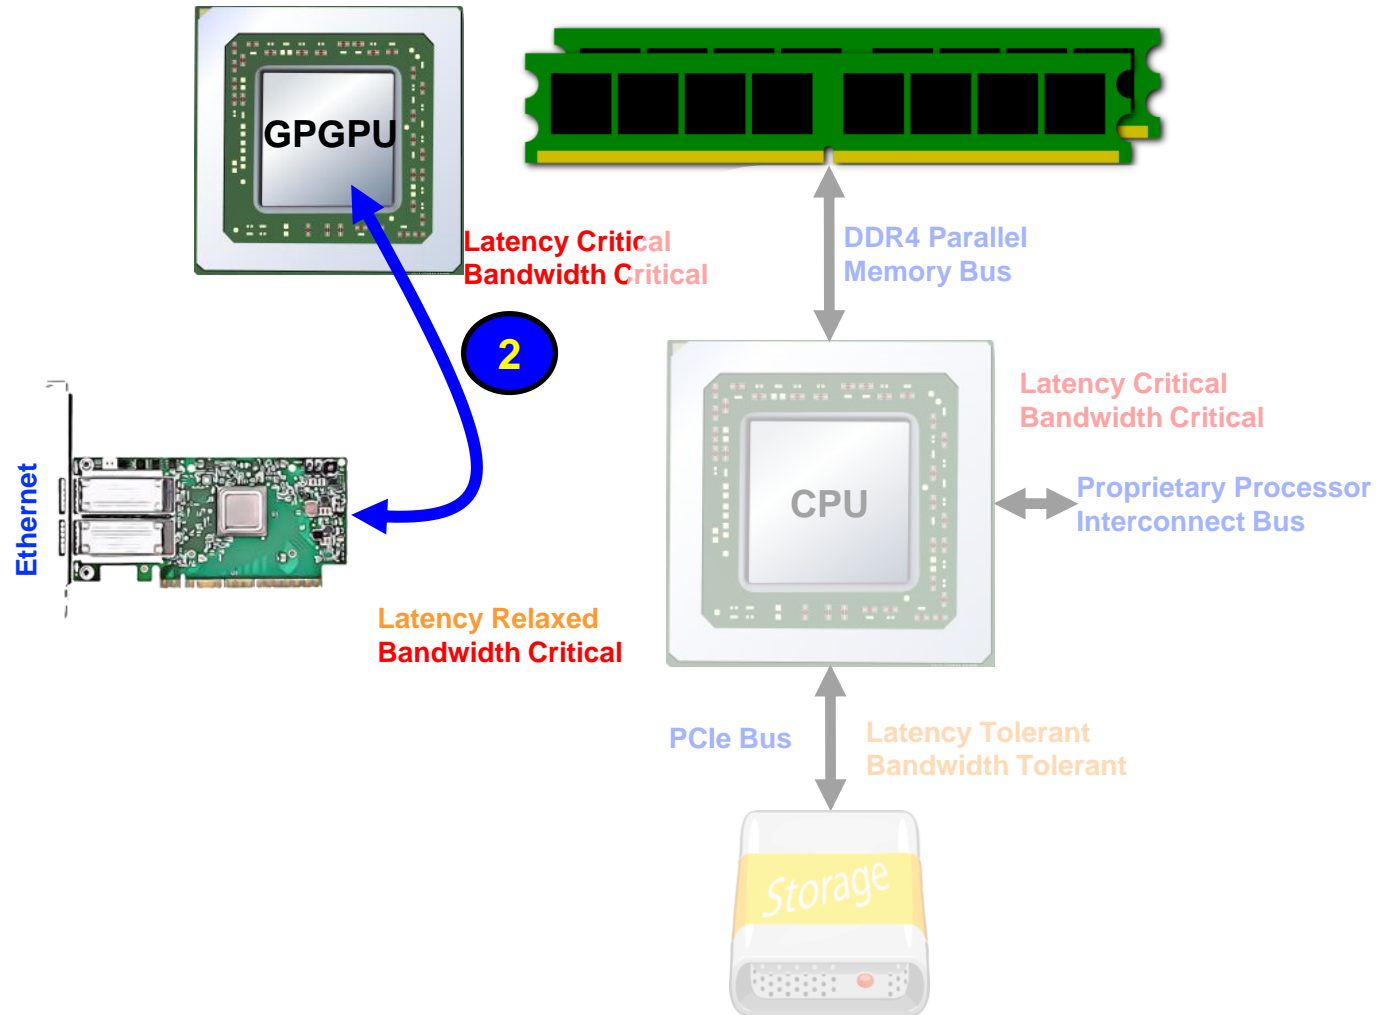 GPGPU
Latency Critical
Bandwidth Critical
DDR4 Parallel
Memory Bus
2
Latency Critical
Bandwidth Critical
Ethernet
CPU
Proprietary Processor
Interconnect Bus
Latency Relaxed
Bandwidth Critical
PCIe Bus
Latency Tolerant
Bandwidth Tolerant
Storage